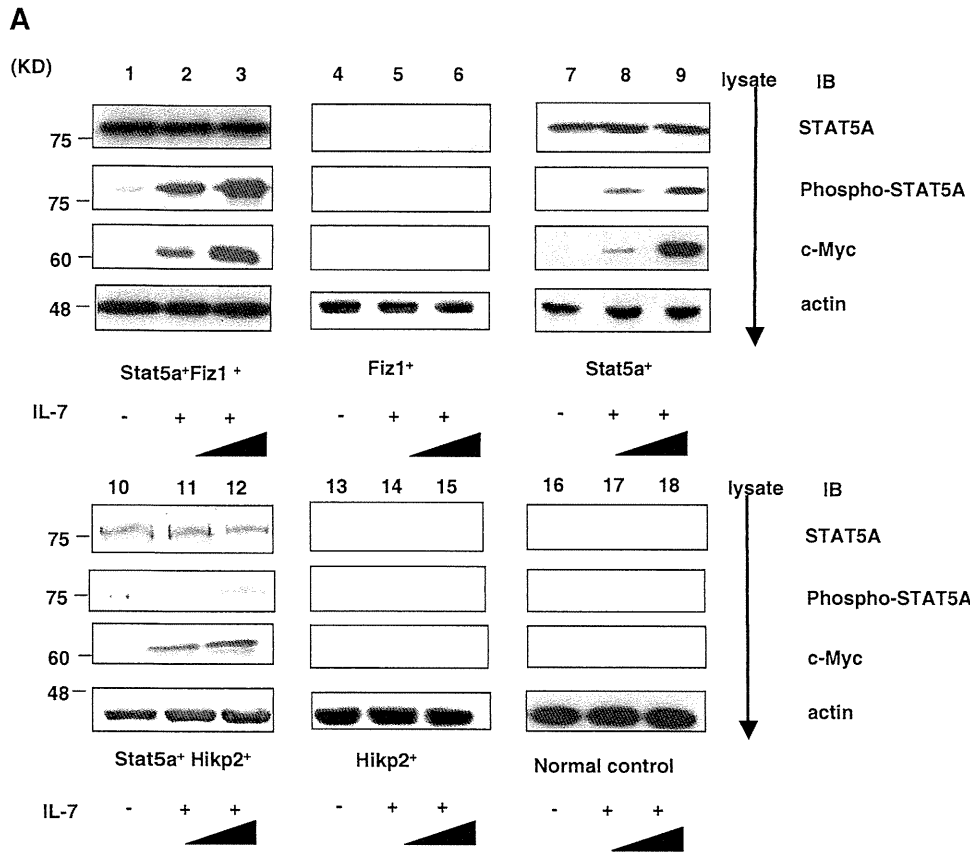 A
(KD) 1 2 3 4 5 6 7 8 9 lysate IB
75 STAT5A
75 Phospho-STAT5A
60 c-Myc
48 actin
Stat5a+Fiz1 + Fiz1+ Stat5a+
IL-7 - + + - + + - + +
10 11 12 13 14 15 16 17 18 lysate IB
75 STAT5A
75 Phospho-STAT5A
60 c-Myc
48 actin
Stat5a+ Hikp2+ Hikp2+ Normal control
IL-7 - + + - + + - + +